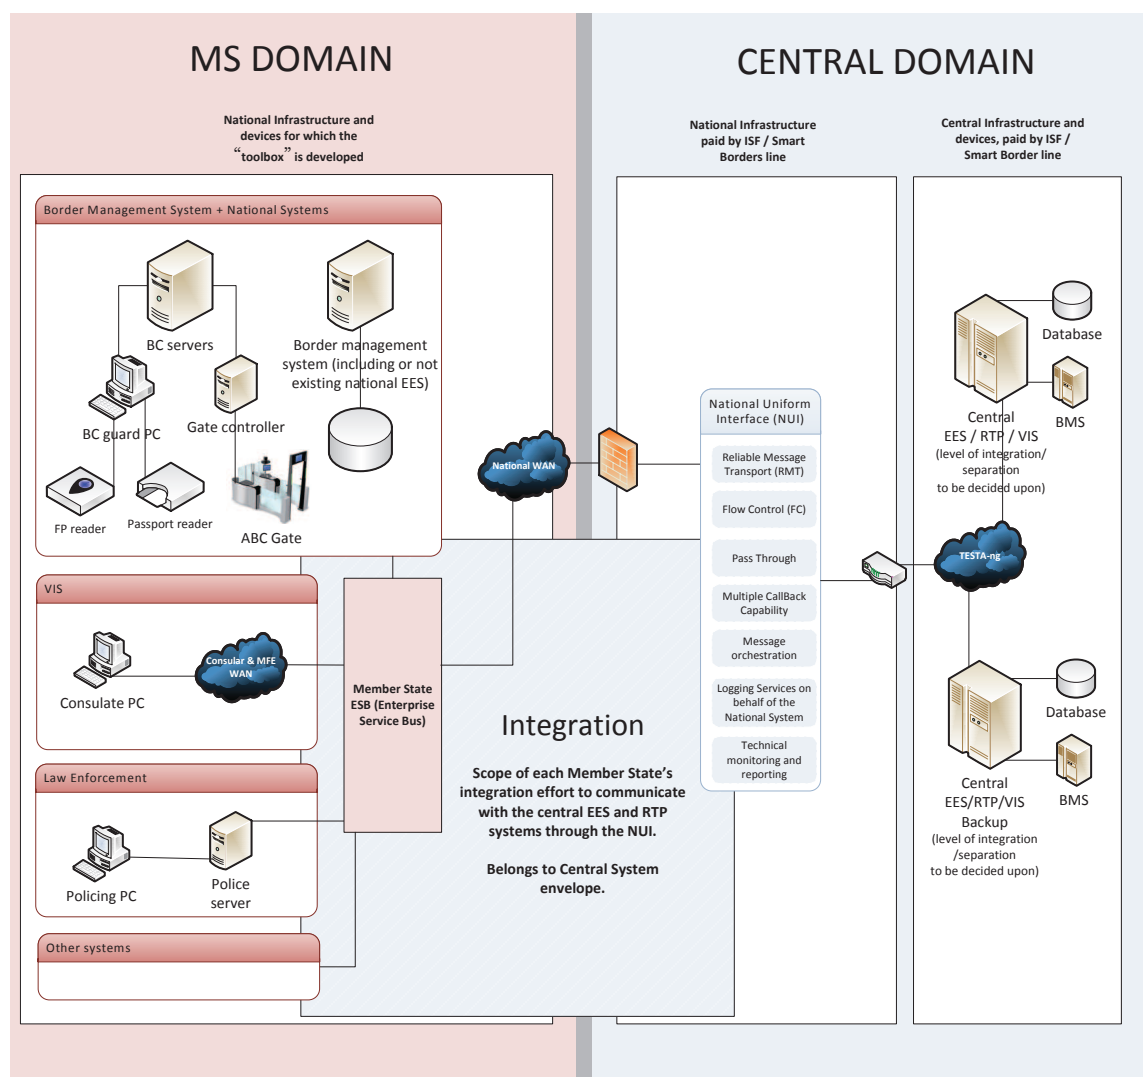 MS DOMAIN
National Infrastructure and
devices for which the
“toolbox” is developed
Border Management System + National Systems
BC servers
Border management
system (including or not
existing national EES)
BC guard PC
Gate controller
FP reader
Passport reader
ABC Gate
National WAN
VIS
Consulate PC
Consular & MFE
WAN
Member State
ESB (Enterprise
Service Bus)
Law Enforcement
Policing PC
Police
server
Other systems
Integration
Scope of each Member State’s
integration effort to communicate
with the central EES and RTP
systems through the NUI.
Belongs to Central System
envelope.
CENTRAL DOMAIN
National Infrastructure
paid by ISF / Smart
Borders line
National Uniform
Interface (NUI)
Reliable Message
Transport (RMT)
Flow Control (FC)
Pass Through
Multiple CallBack
Capability
Message
orchestration
Logging Services on
behalf of the
National System
Technical
monitoring and
reporting
Central Infrastructure and
devices, paid by ISF /
Smart Border line
Database
BMS
Central
EES / RTP / VIS
(level of integration/
separation
to be decided upon)
TESTA-ng
Database
BMS
Central
EES/RTP/VIS
Backup
(level of integration
/separation
to be decided upon)